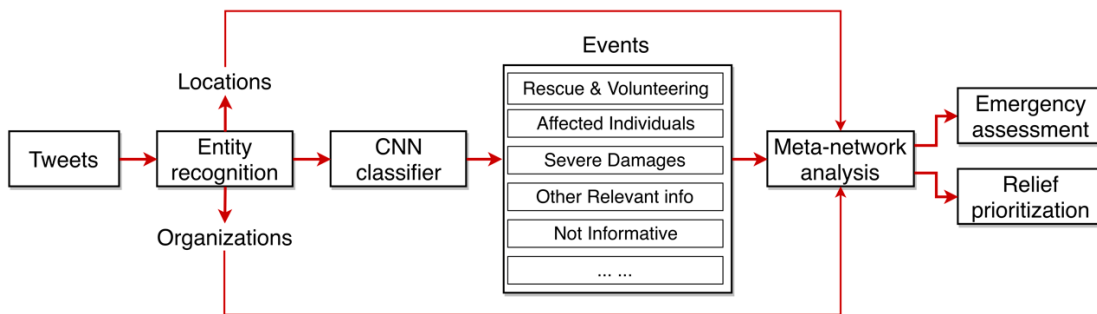 Events
Locations
Rescue & Volunteering
Affected Individuals
Severe Damages
Other Relevant info
Not Informative
... ...
Tweets
Entity
recognition
CNN
classifier
Meta-network
analysis
Emergency
assessment
Relief
prioritization
Organizations